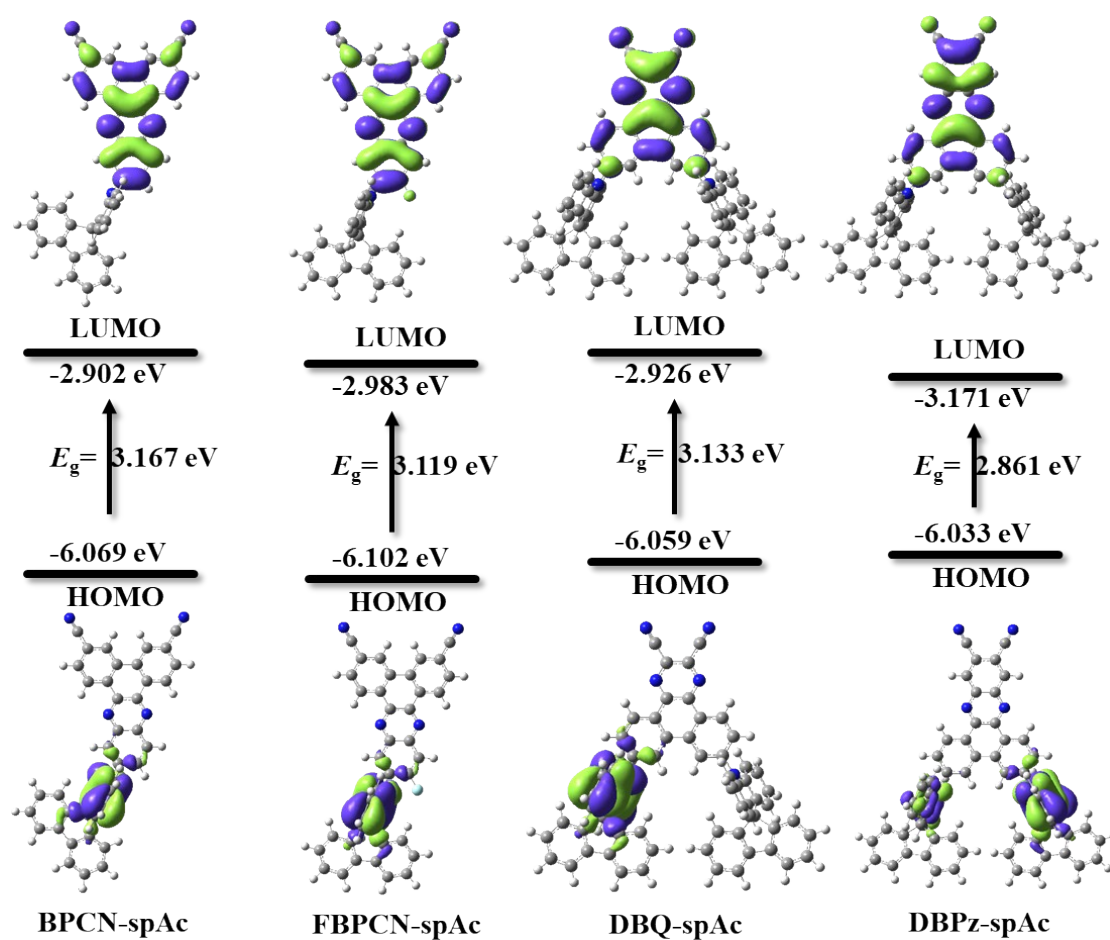 LUMO
-2.902 eV
Eg= 3.167 eV
-6.069 eV
HOMO
BPCN-spAc
LUMO
-2.983 eV
Eg= 3.119 eV
-6.102 eV
HOMO
FBPCN-spAc
LUMO
-2.926 eV
Eg= 3.133 eV
-6.059 eV
HOMO
DBQ-spAc
LUMO
-3.171 eV
Eg= 2.861 eV
-6.033 eV
HOMO
DBPz-spAc